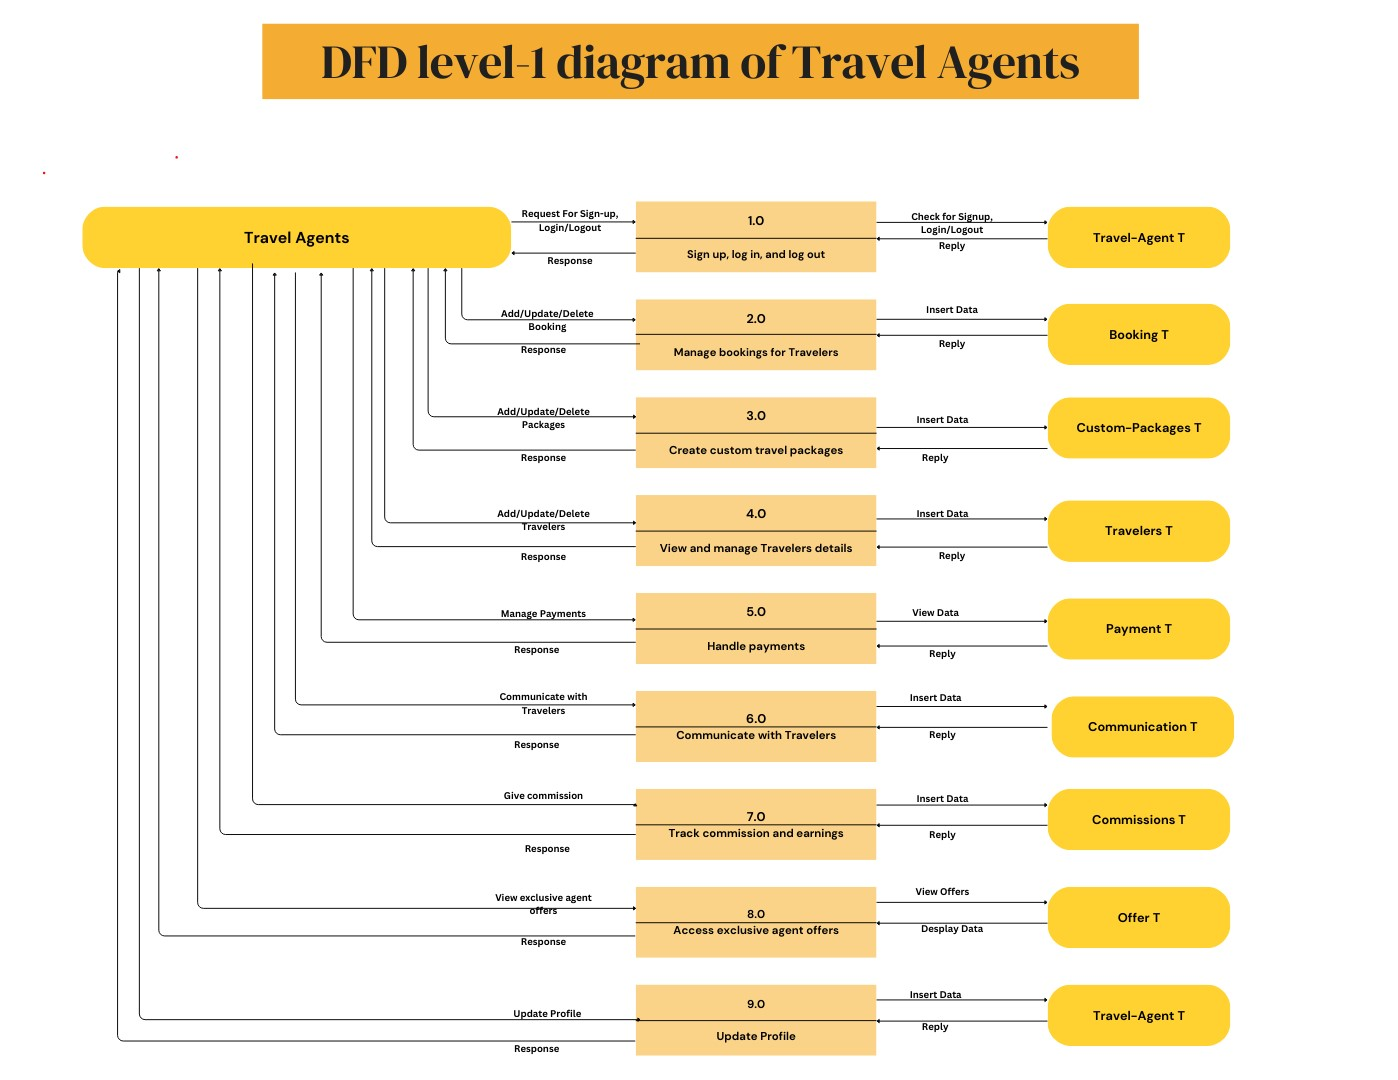 DFD level-1 diagram of Travel Agents
Travel Agents
Request For Sign-up,
Login/Logout
Response
1.0
Sign up, log in, and log out
Check for Signup,
Login/Logout
Reply
Travel-Agent T
Add/Update/Delete
Booking
Response
2.0
Manage bookings for Travelers
Insert Data
Reply
Booking T
Add/Update/Delete
Packages
Response
3.0
Create custom travel packages
Insert Data
Reply
Custom-Packages T
Add/Update/Delete
Travelers
Response
4.0
View and manage Travelers details
Insert Data
Reply
Travelers T
Manage Payments
Response
5.0
Handle payments
View Data
Reply
Payment T
Communicate with
Travelers
Response
6.0
Communicate with Travelers
Insert Data
Reply
Communication T
Give commission
Response
7.0
Track commission and earnings
Insert Data
Reply
Commissions T
View exclusive agent
offers
Response
8.0
Access exclusive agent offers
View Offers
Desplay Data
Offer T
Update Profile
Response
9.0
Update Profile
Insert Data
Reply
Travel-Agent T